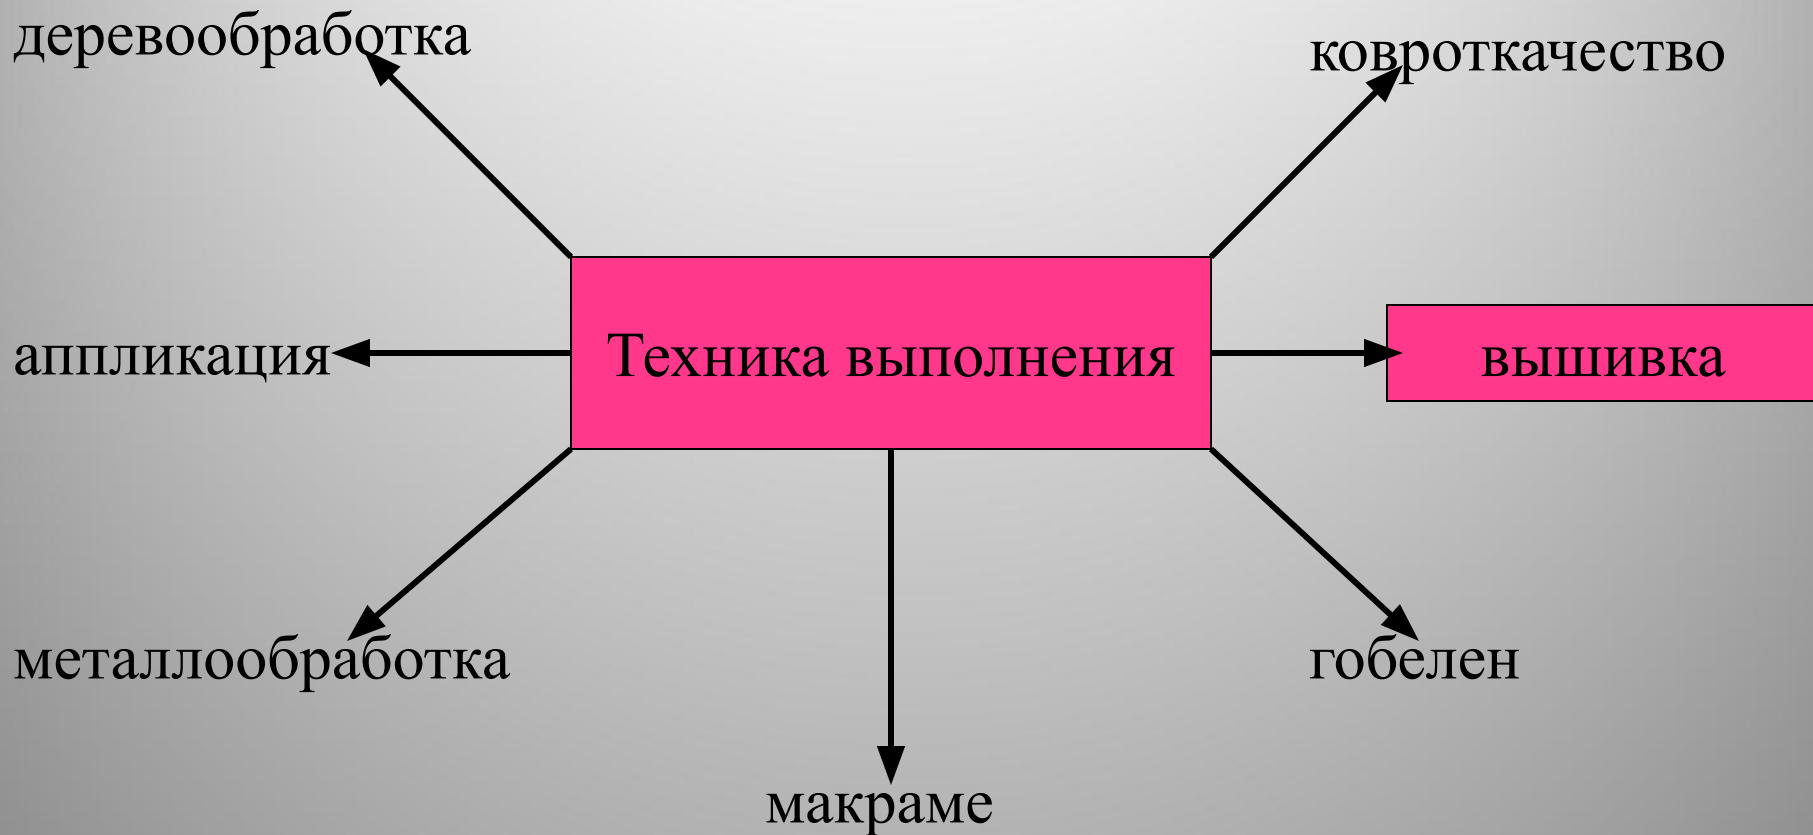 деревообработка
ковроткачество
аппликация
Техника выполнения
вышивка
металлообработка
гобелен
макраме